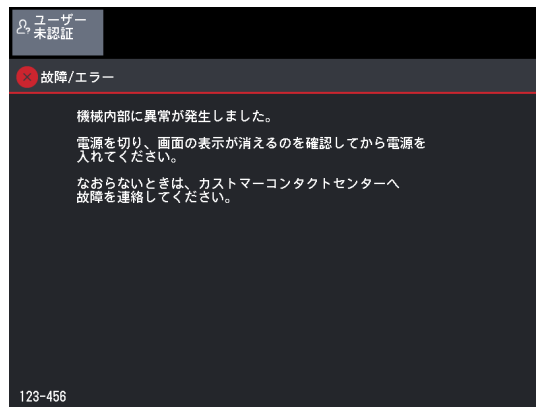 ユーザー
未認証
故障/エラー
機械内部に異常が発生しました。
電源を切り、画面の表示が消えるのを確認してから電源を
入れてください。
なおらないときは、カストマーコンタクトセンターへ
故障を連絡してください。
123-456